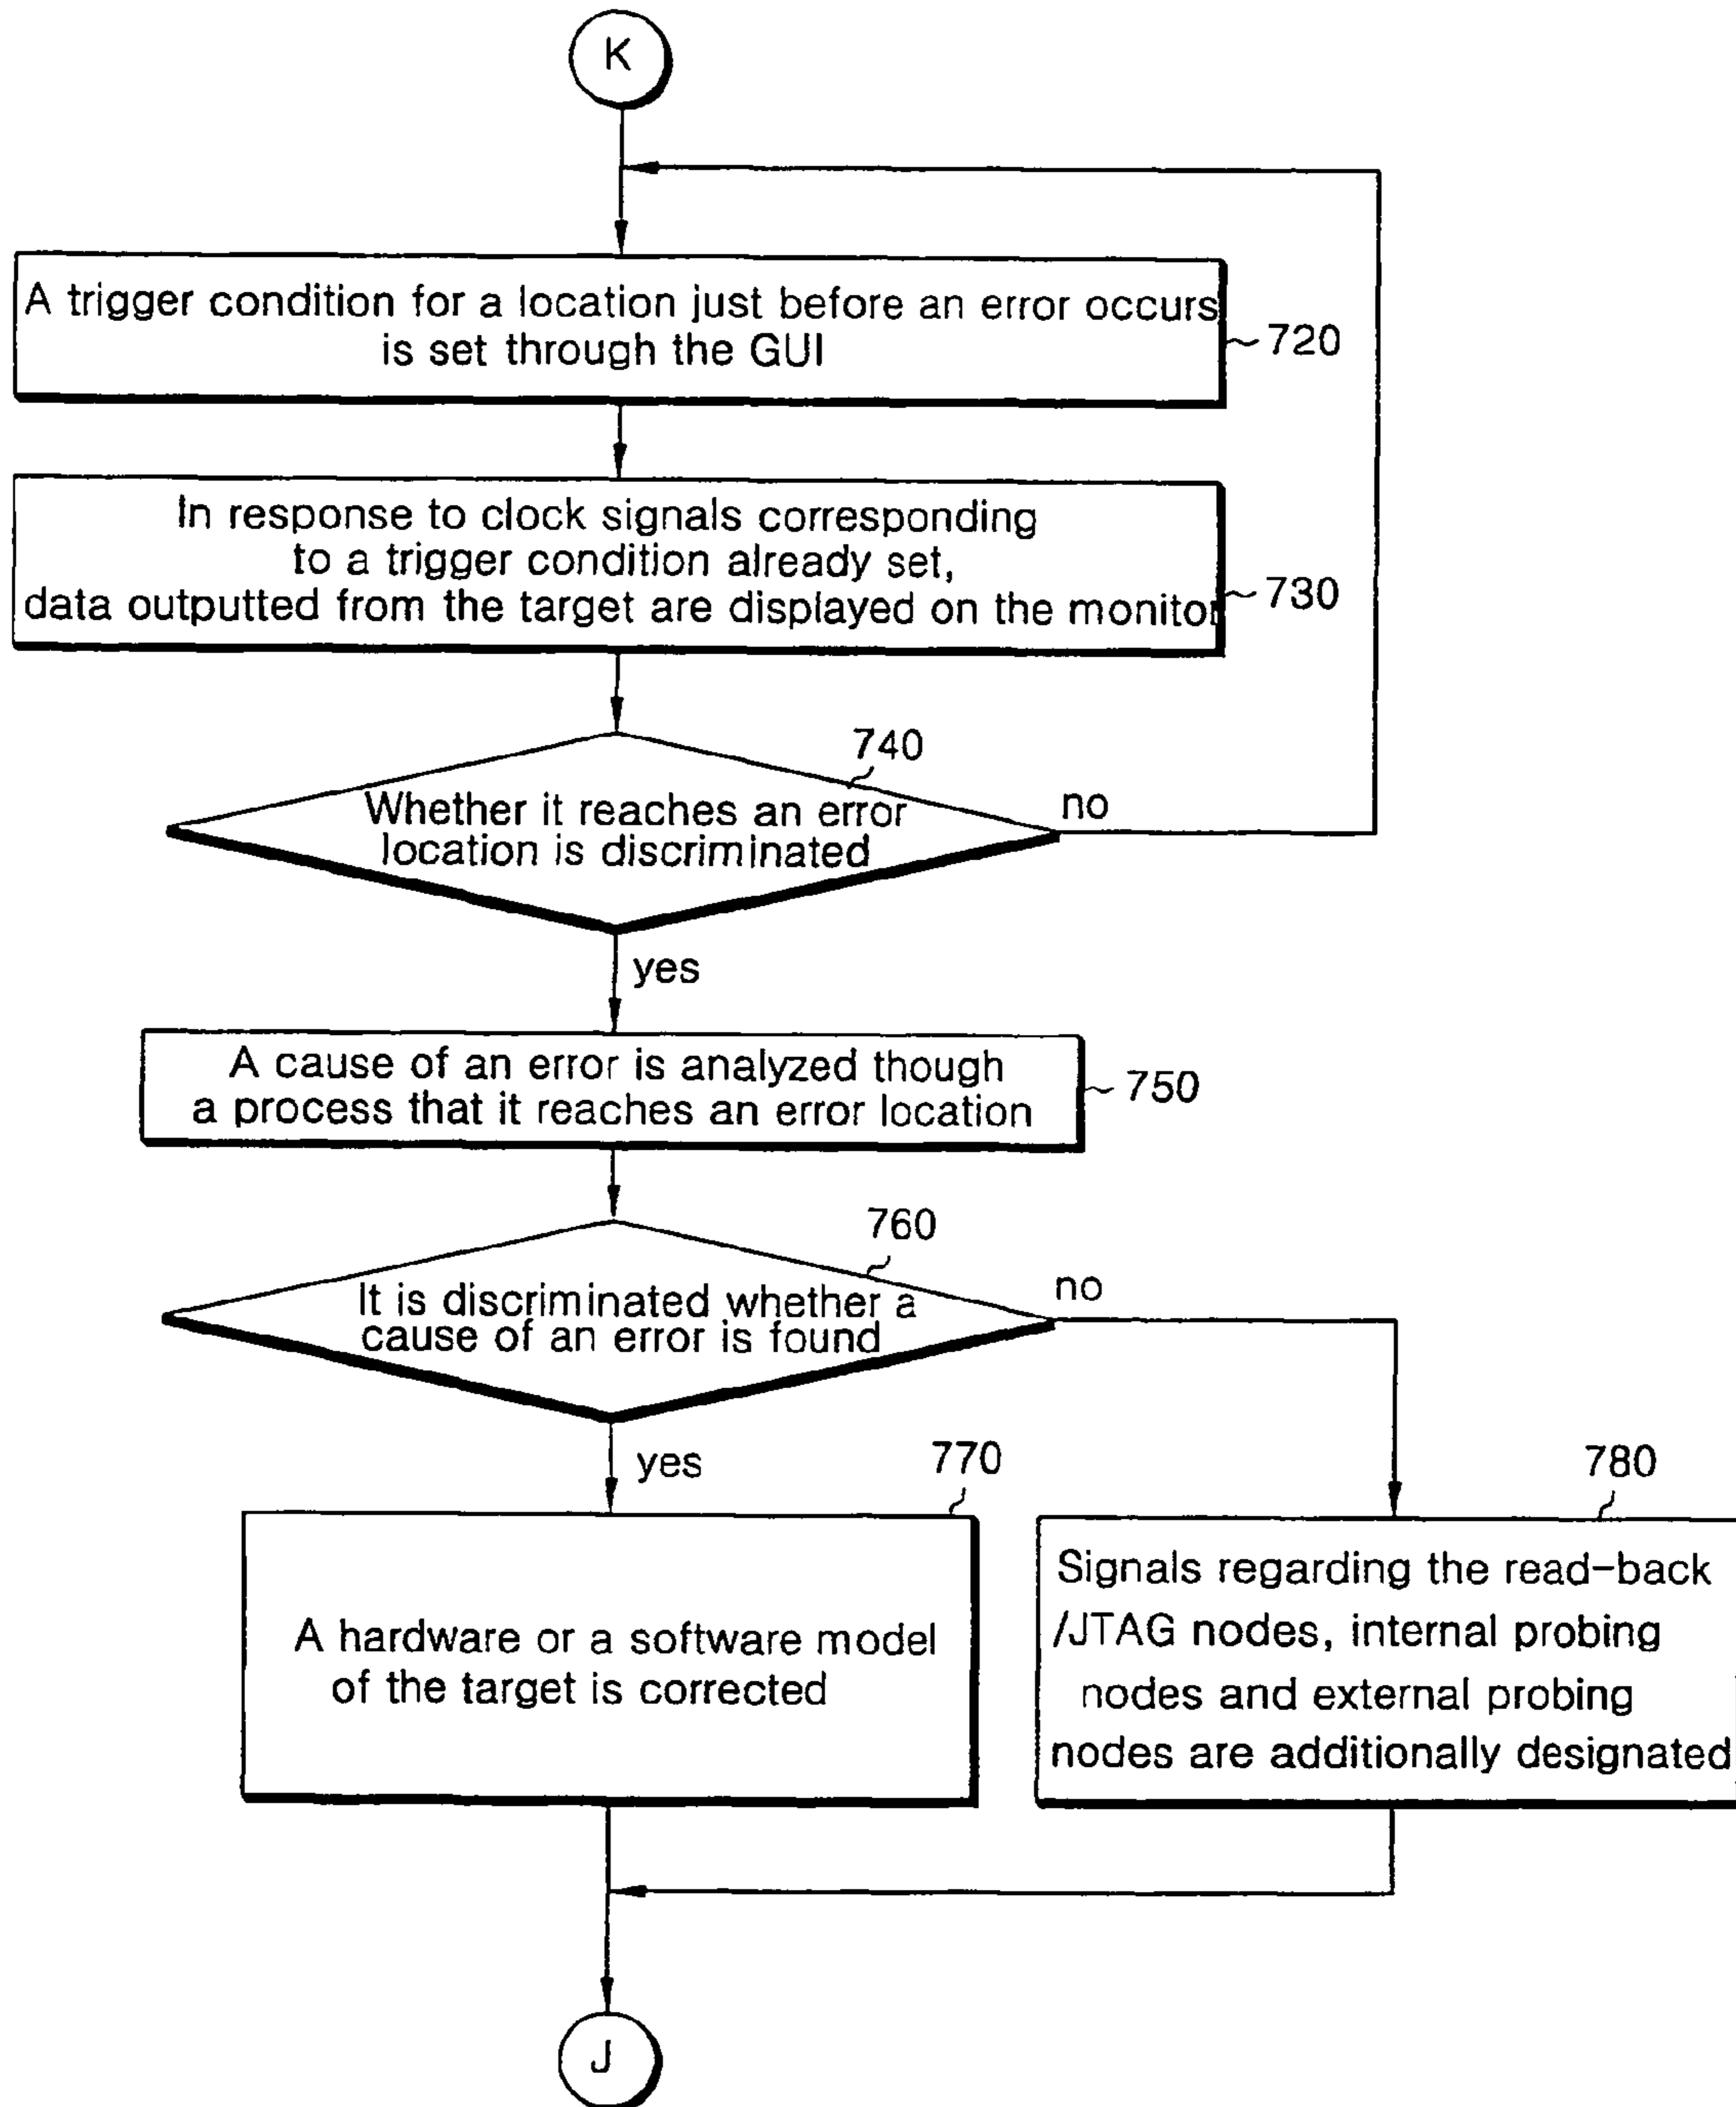 K
A trigger condition for a location just before an error occurs
is set through the GUI
720
In response to clock signals corresponding
to a trigger condition already set,
data outputted from the target are displayed on the monitor
730
740
Whether it reaches an error
location is discriminated
no
yes
A cause of an error is analyzed though
a process that it reaches an error location
750
760
It is discriminated whether a
cause of an error is found
no
yes
770
780
A hardware or a software model
of the target is corrected
Signals regarding the read-back
/JTAG nodes, internal probing
nodes and external probing
nodes are additionally designated
J